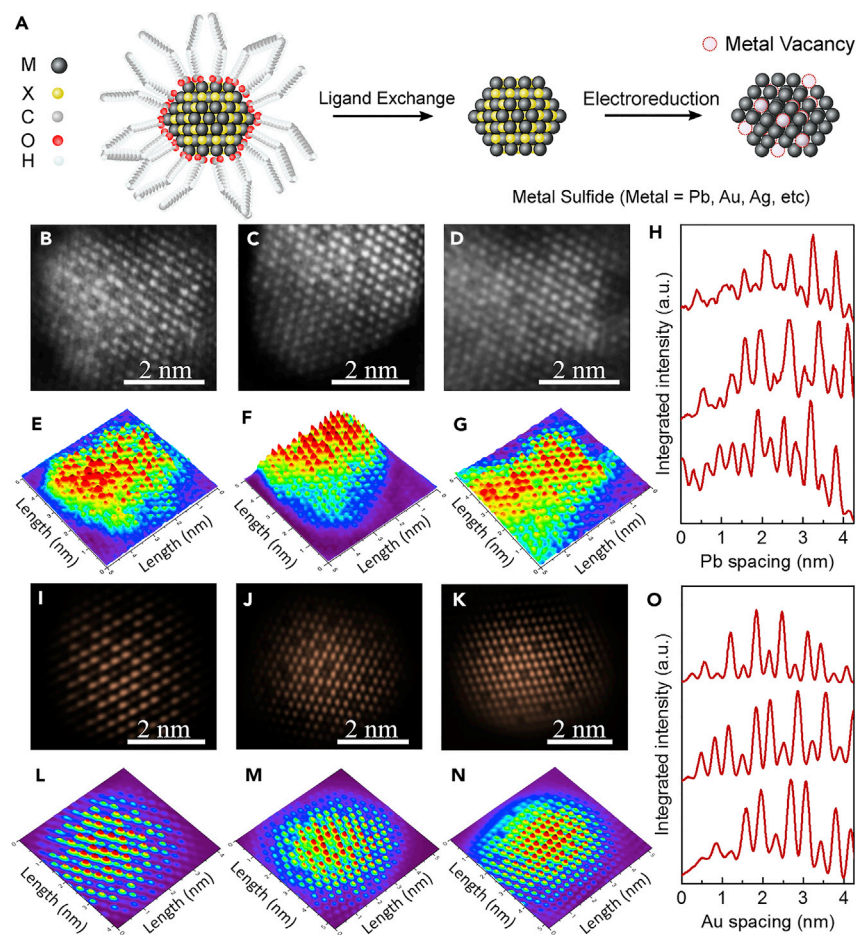 A
M
X
C
O
H
Ligand Exchange
Electroreduction
Metal Vacancy
Metal Sulfide (Metal = Pb, Au, Ag, etc)
B
2 nm
C
2 nm
D
2 nm
E
Length (nm)
Length (nm)
F
Length (nm)
Length (nm)
G
Length (nm)
Length (nm)
H
Integrated intensity (a.u.)
0 1 2 3 4
Pb spacing (nm)
I
2 nm
J
2 nm
K
2 nm
L
Length (nm)
Length (nm)
M
Length (nm)
Length (nm)
N
Length (nm)
Length (nm)
O
Integrated intensity (a.u.)
0 1 2 3 4
Au spacing (nm)